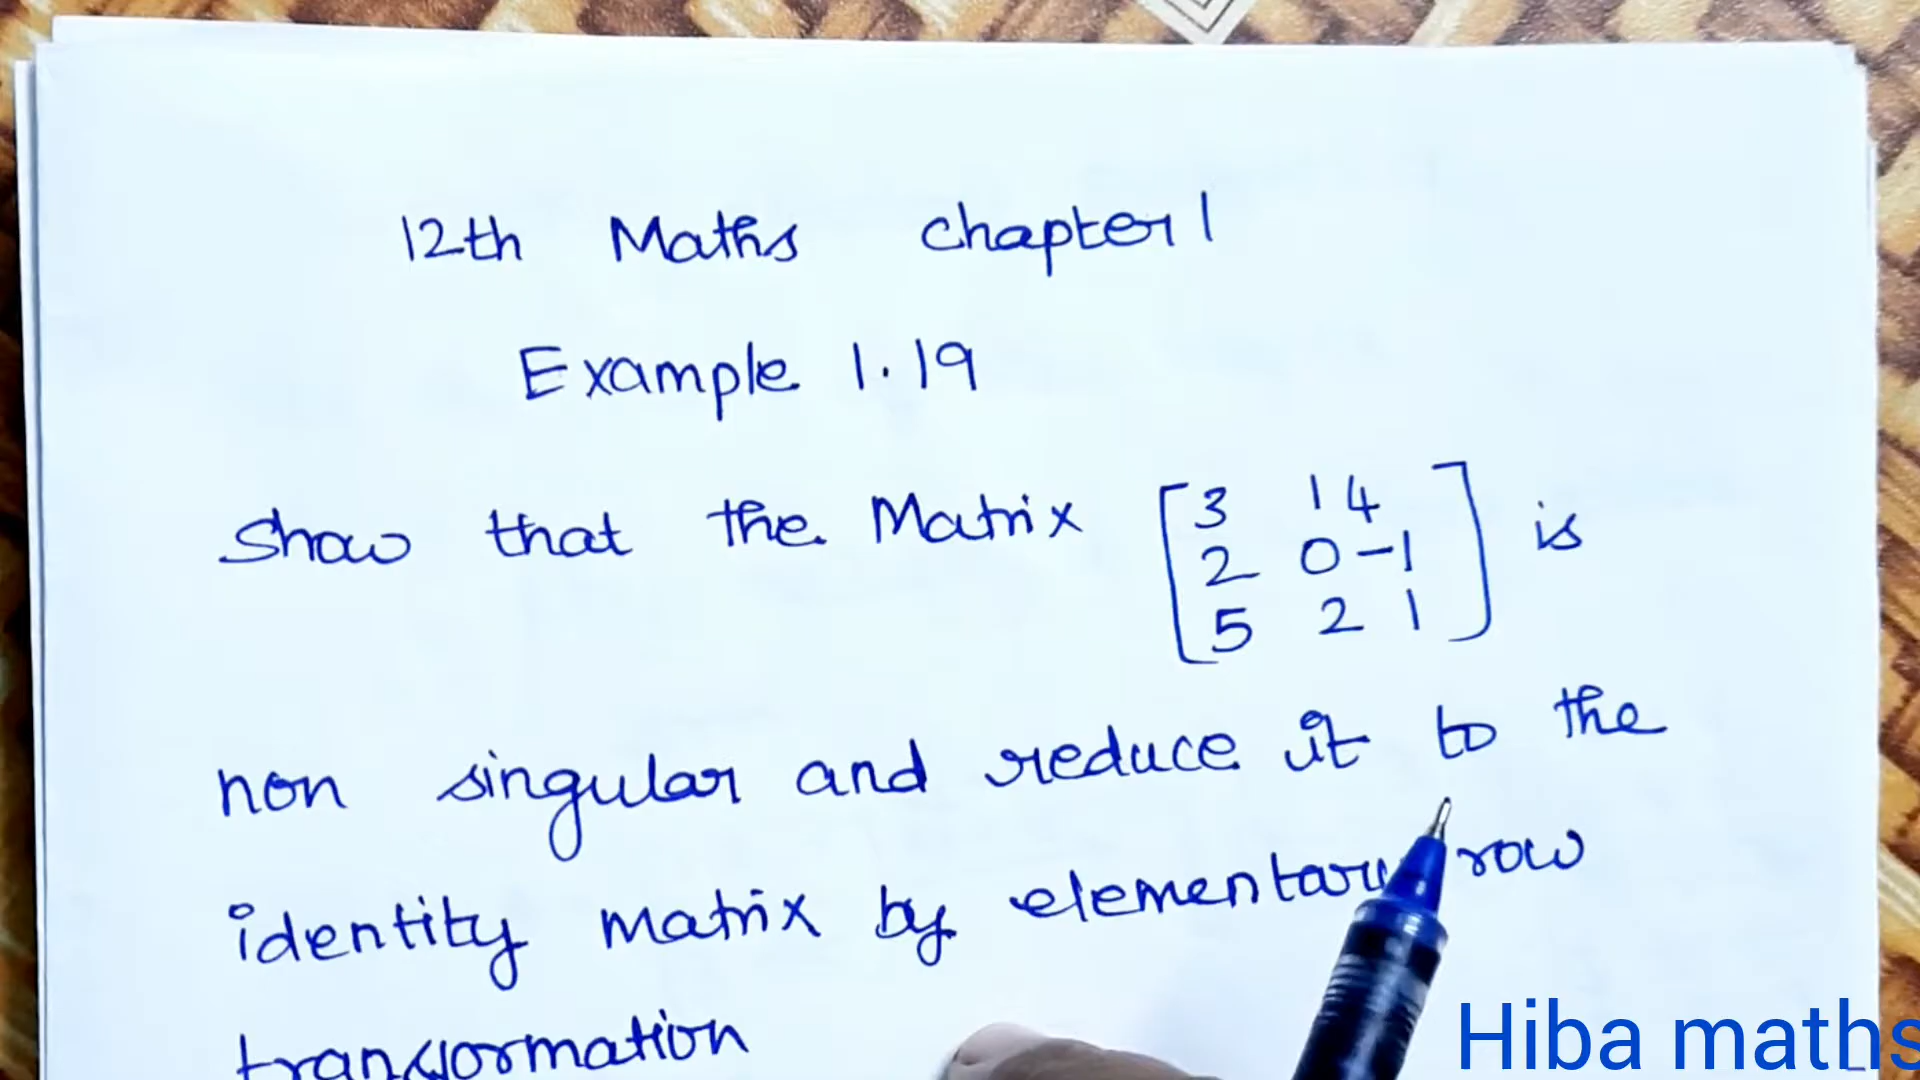 12th Maths chapter 1
Example 1.19
Show that the Matrix [3 1 4 is
2 0 -1
5 2 1]
non singular and reduce it to the
identity matrix by elementary row
transformation
Hiba maths